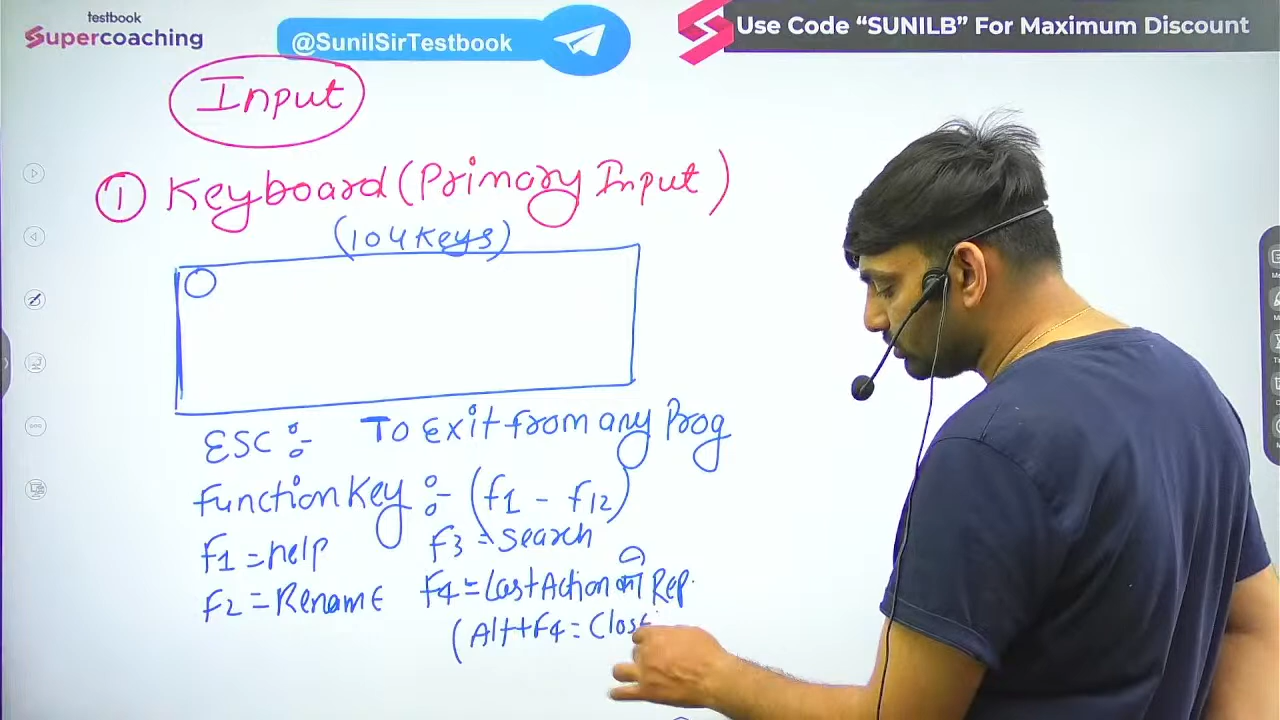 testbook
Supercoaching
@SunilSirTestbook
Use Code “SUNILB” For Maximum Discount
Input
① Keyboard (Primary Input)
(104 Keys)
ESC :- To Exit from any Prog
Function Key :- (f1 - f12)
f1 = help f3 = search
f2 = Rename f4 = Last Action Rep.
(Alt+F4 = Close